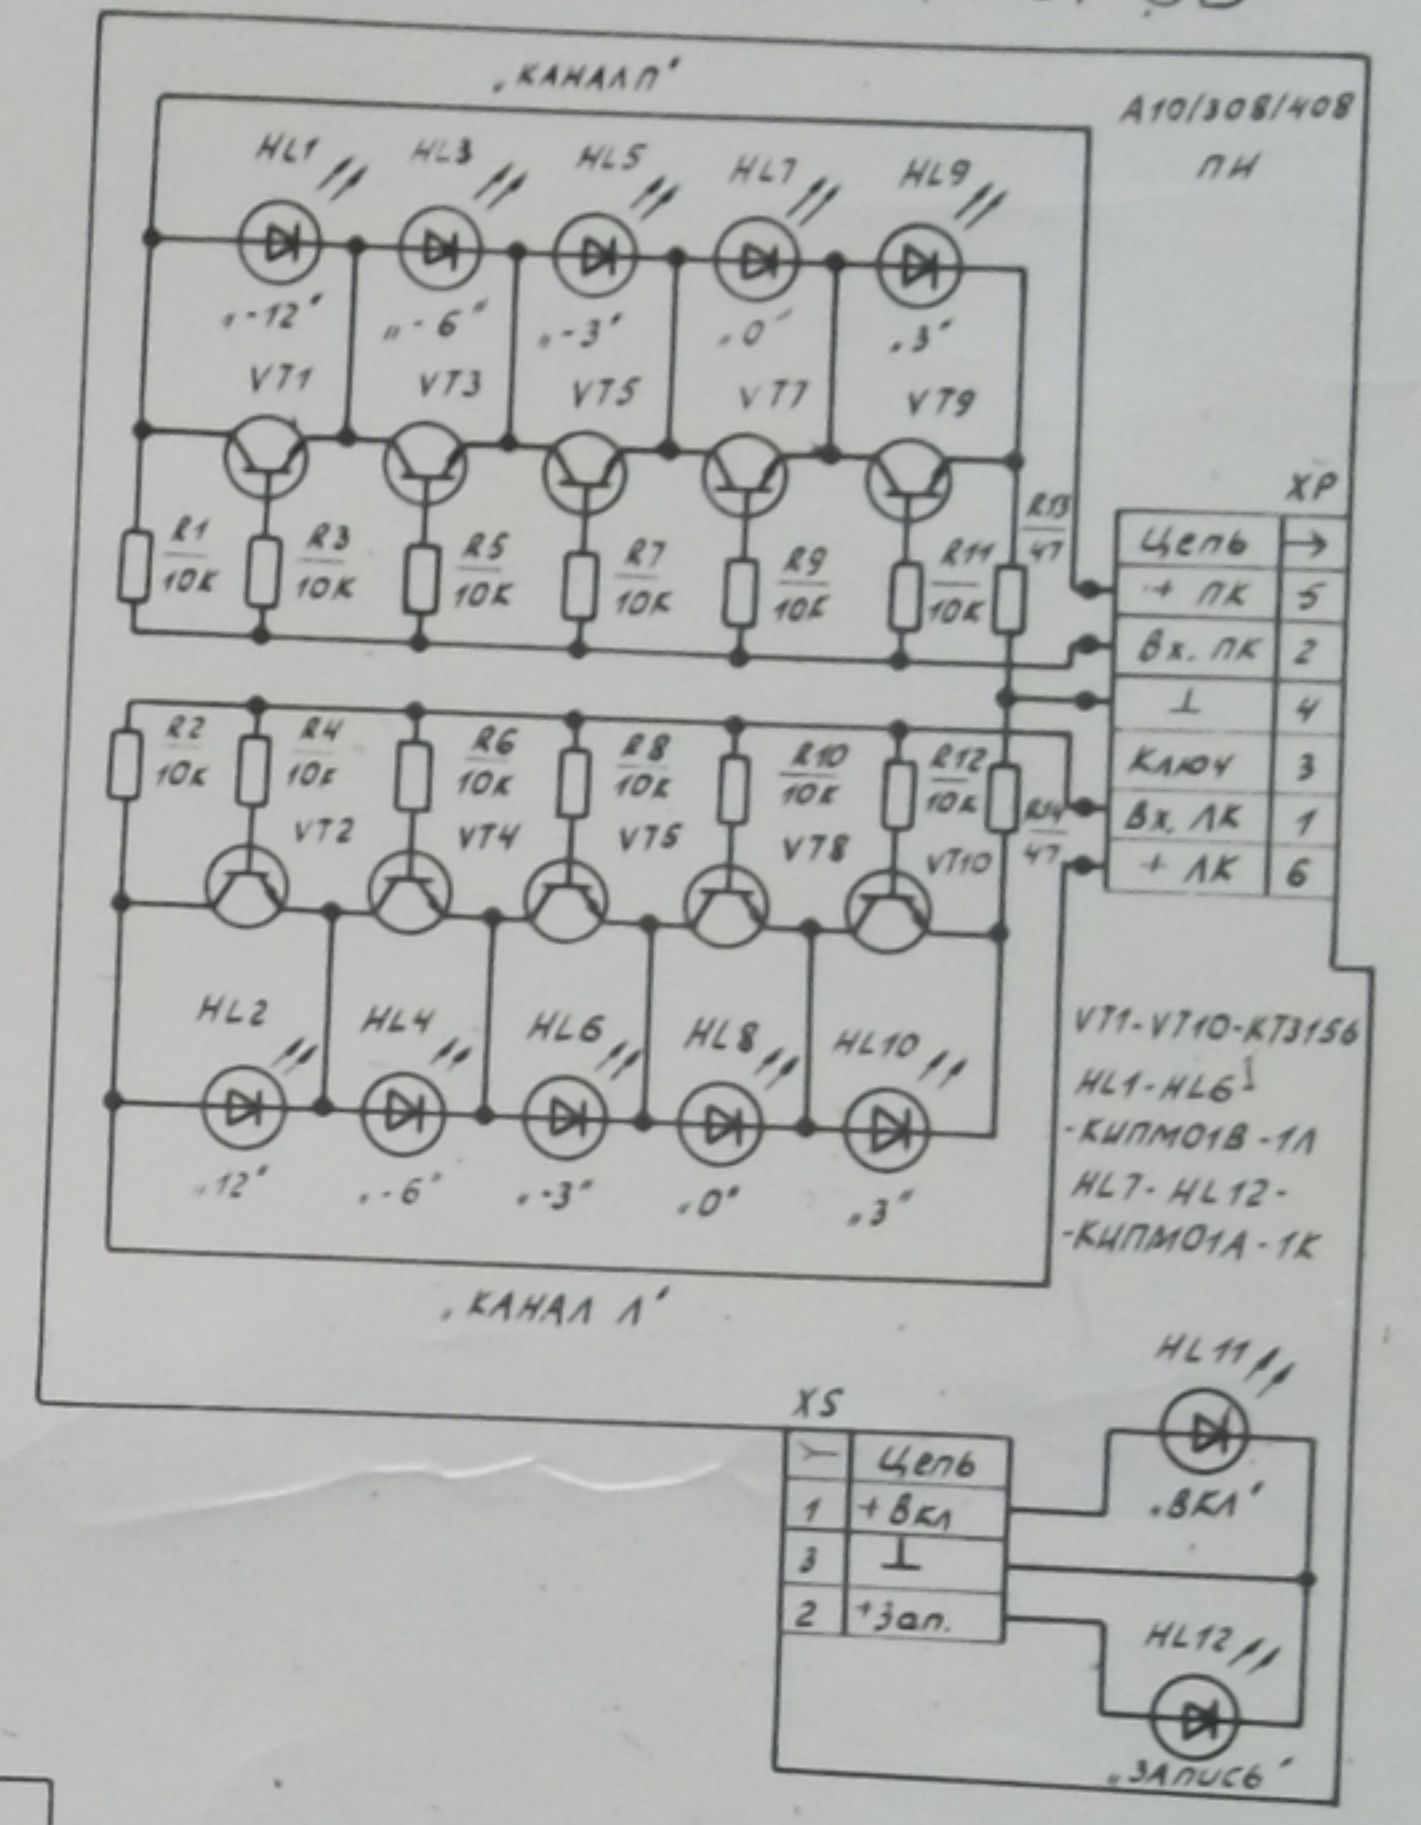 „КАНАЛ П"
А10/308/408
ПН
HL1 HL3 HL5 HL7 HL9
"-12" "-6" "-3" "0" "3"
VT1 VT3 VT5 VT7 VT9
XP
R1 10К R3 10К R5 10К R7 10К R9 10К R11 10К R13 47
Цепь →
+ ПК 5
Вх. ПК 2
⊥ 4
Ключ 3
Вх. ЛК 1
+ ЛК 6
R2 10К R4 10К R6 10К R8 10К R10 10К R12 10К R14 47
VT2 VT4 VT6 VT8 VT10
HL2 HL4 HL6 HL8 HL10
"12" "-6" "-3" "0" "3"
VT1-VT10-КТ315б
HL1-HL6-
-КИПМ01В-1Л
HL7-HL12-
-КИПМ01А-1К
„КАНАЛ Л"
HL11
„ВКЛ"
XS
Цепь
1 +Вкл
3 ⊥
2 +Зап.
HL12
„ЗАПИСЬ"